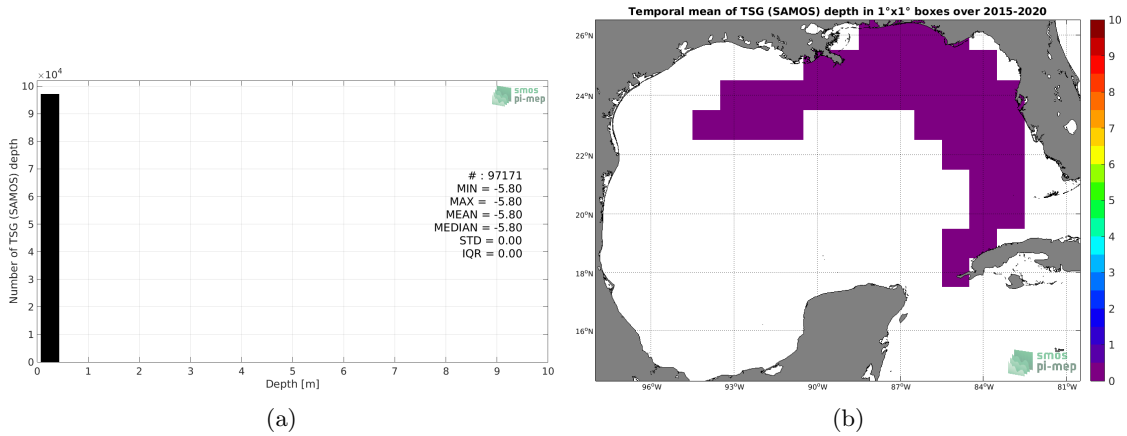 ×10⁴
10
9
8
7
6
5
4
3
2
1
0
Number of TSG (SAMOS) depth
0 1 2 3 4 5 6 7 8 9 10
Depth [m]
smos
pi-mep
# : 97171
MIN = -5.80
MAX = -5.80
MEAN = -5.80
MEDIAN = -5.80
STD = 0.00
IQR = 0.00
(a)
Temporal mean of TSG (SAMOS) depth in 1°x1° boxes over 2015-2020
26°N
24°N
22°N
20°N
18°N
16°N
96°W 93°W 90°W 87°W 84°W 81°W
smos
pi-mep
10
9
8
7
6
5
4
3
2
1
0
(b)